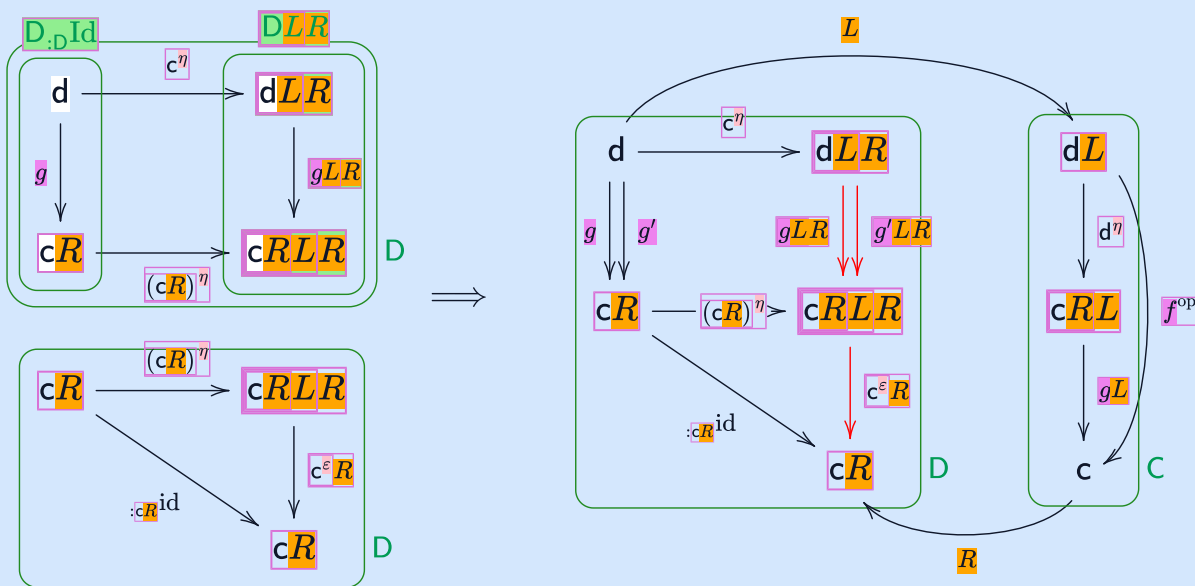 D:DId
DLR
cη
d
dLR
g
gLR
cR
cRLR
D
(cR)η
(cR)η
cR
cRLR
cεR
:cRid
cR
D
⟹
L
cη
d
dLR
dL
g
g′
gLR
g′LR
dη
cR
(cR)η
cRLR
cRL
fop
cεR
gL
:cRid
cR
D
c
C
R